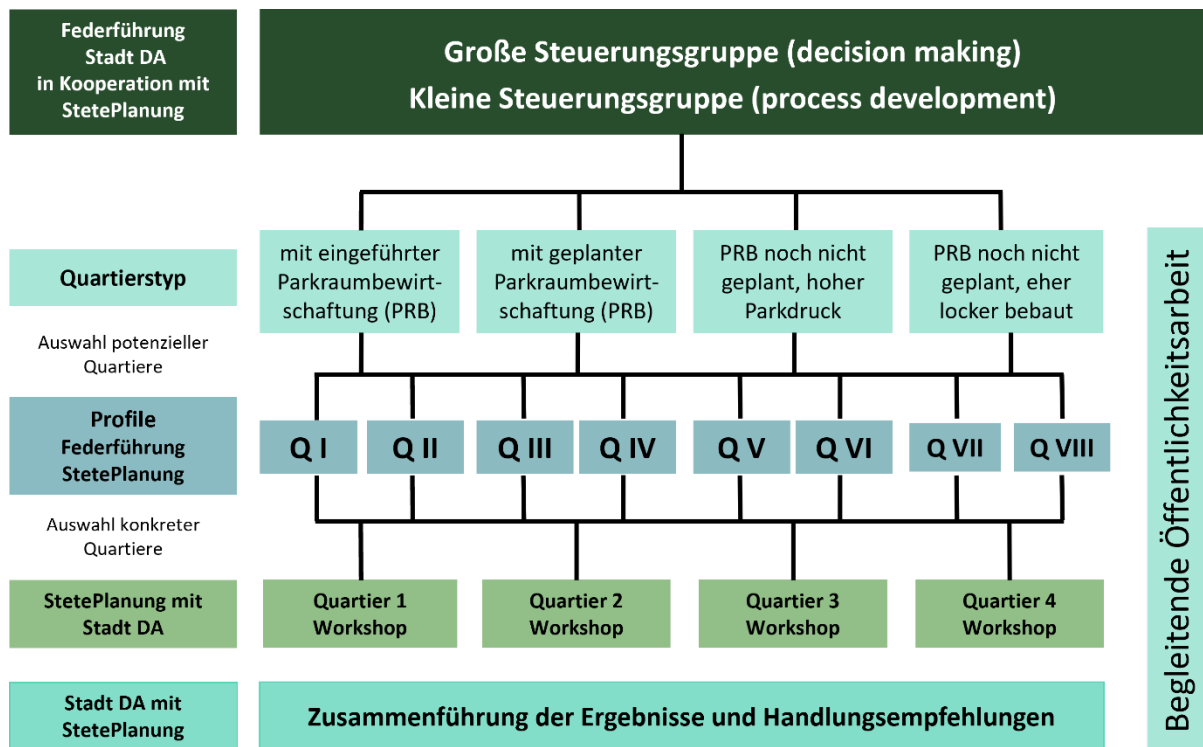 Federführung
Stadt DA
in Kooperation mit
StetePlanung
Große Steuerungsgruppe (decision making)
Kleine Steuerungsgruppe (process development)
Quartierstyp
mit eingeführter
Parkraumbewirt-
schaftung (PRB)
mit geplanter
Parkraumbewirt-
schaftung (PRB)
PRB noch nicht
geplant, hoher
Parkdruck
PRB noch nicht
geplant, eher
locker bebaut
Auswahl potenzieller
Quartiere
Profile
Federführung
StetePlanung
Q I
Q II
Q III
Q IV
Q V
Q VI
Q VII
Q VIII
Auswahl konkreter
Quartiere
StetePlanung mit
Stadt DA
Quartier 1
Workshop
Quartier 2
Workshop
Quartier 3
Workshop
Quartier 4
Workshop
Stadt DA mit
StetePlanung
Zusammenführung der Ergebnisse und Handlungsempfehlungen
Begleitende Öffentlichkeitsarbeit